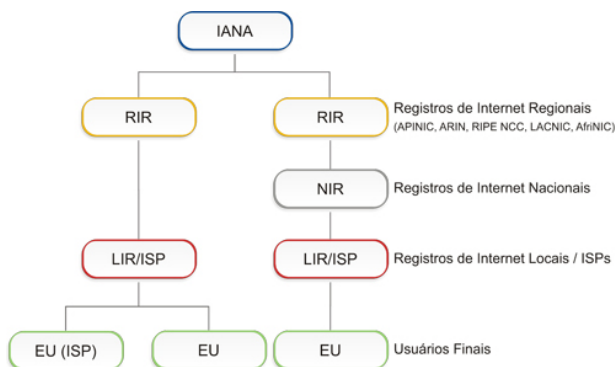 IANA
RIR
RIR
Registros de Internet Regionais
(APINIC, ARIN, RIPE NCC, LACNIC, AfriNIC)
NIR
Registros de Internet Nacionais
LIR/ISP
LIR/ISP
Registros de Internet Locais / ISPs
EU (ISP)
EU
EU
Usuários Finais